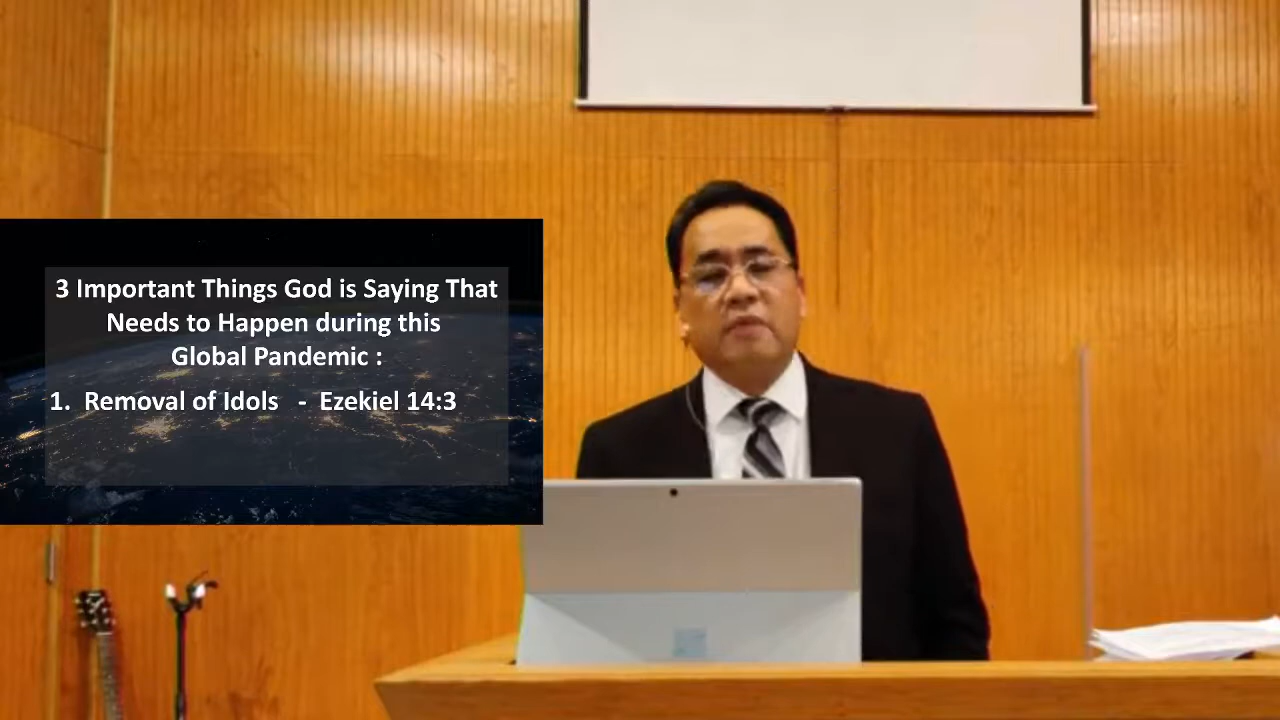 3 Important Things God is Saying That
Needs to Happen during this
Global Pandemic :
1. Removal of Idols - Ezekiel 14:3